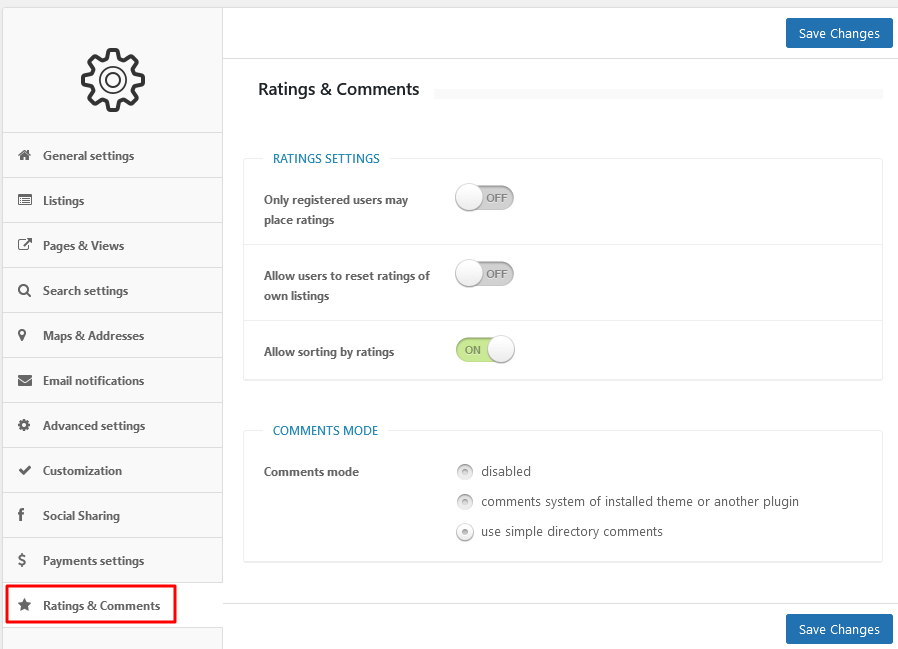 Save Changes
Ratings & Comments
General settings
Listings
Pages & Views
Search settings
Maps & Addresses
Email notifications
Advanced settings
Customization
Social Sharing
Payments settings
Ratings & Comments
RATINGS SETTINGS
Only registered users may
place ratings
OFF
Allow users to reset ratings of
own listings
OFF
Allow sorting by ratings
ON
COMMENTS MODE
Comments mode
disabled
comments system of installed theme or another plugin
use simple directory comments
Save Changes